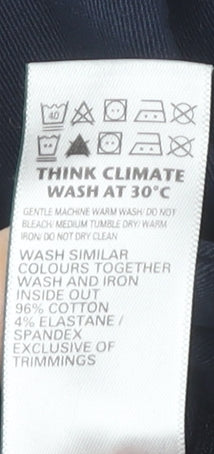 40
THINK CLIMATE
WASH AT 30°C
GENTLE MACHINE WARM WASH/ DO NOT
BLEACH/ MEDIUM TUMBLE DRY/ WARM
IRON/ DO NOT DRY CLEAN
WASH SIMILAR
COLOURS TOGETHER
WASH AND IRON
INSIDE OUT
96% COTTON
4% ELASTANE /
SPANDEX
EXCLUSIVE OF
TRIMMINGS